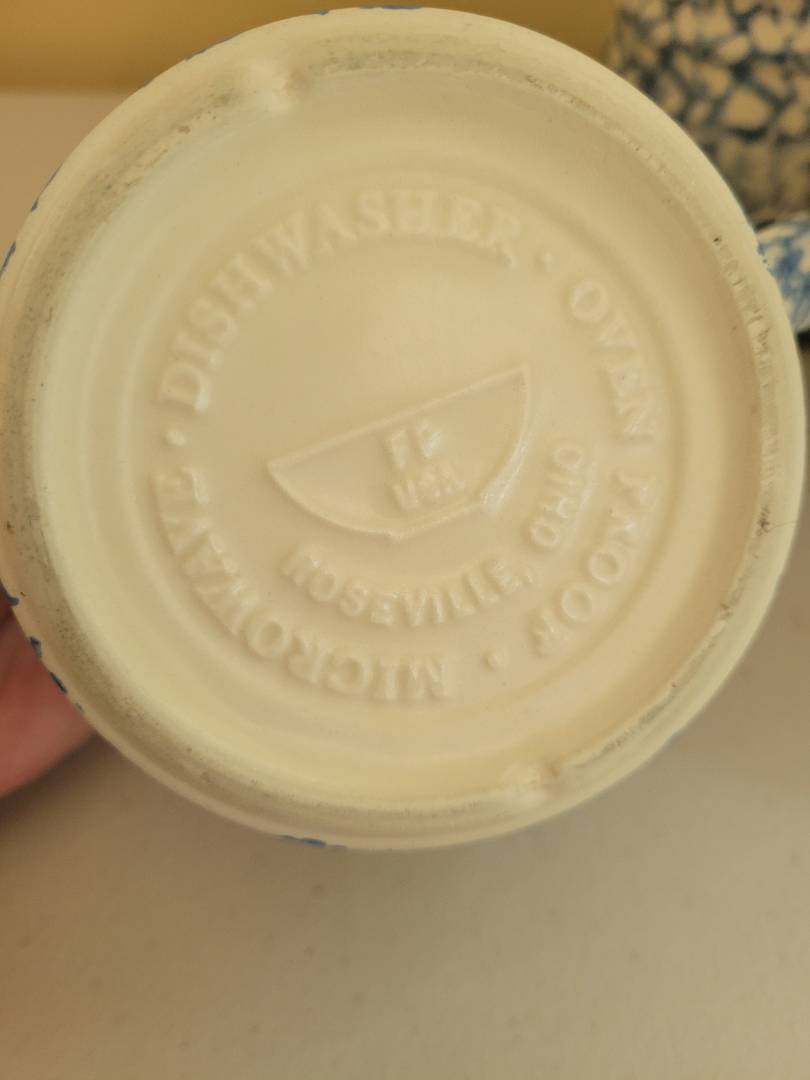 · DISHWASHER · OVEN PROOF · MICROWAVE
USA
ROSEVILLE, OHIO